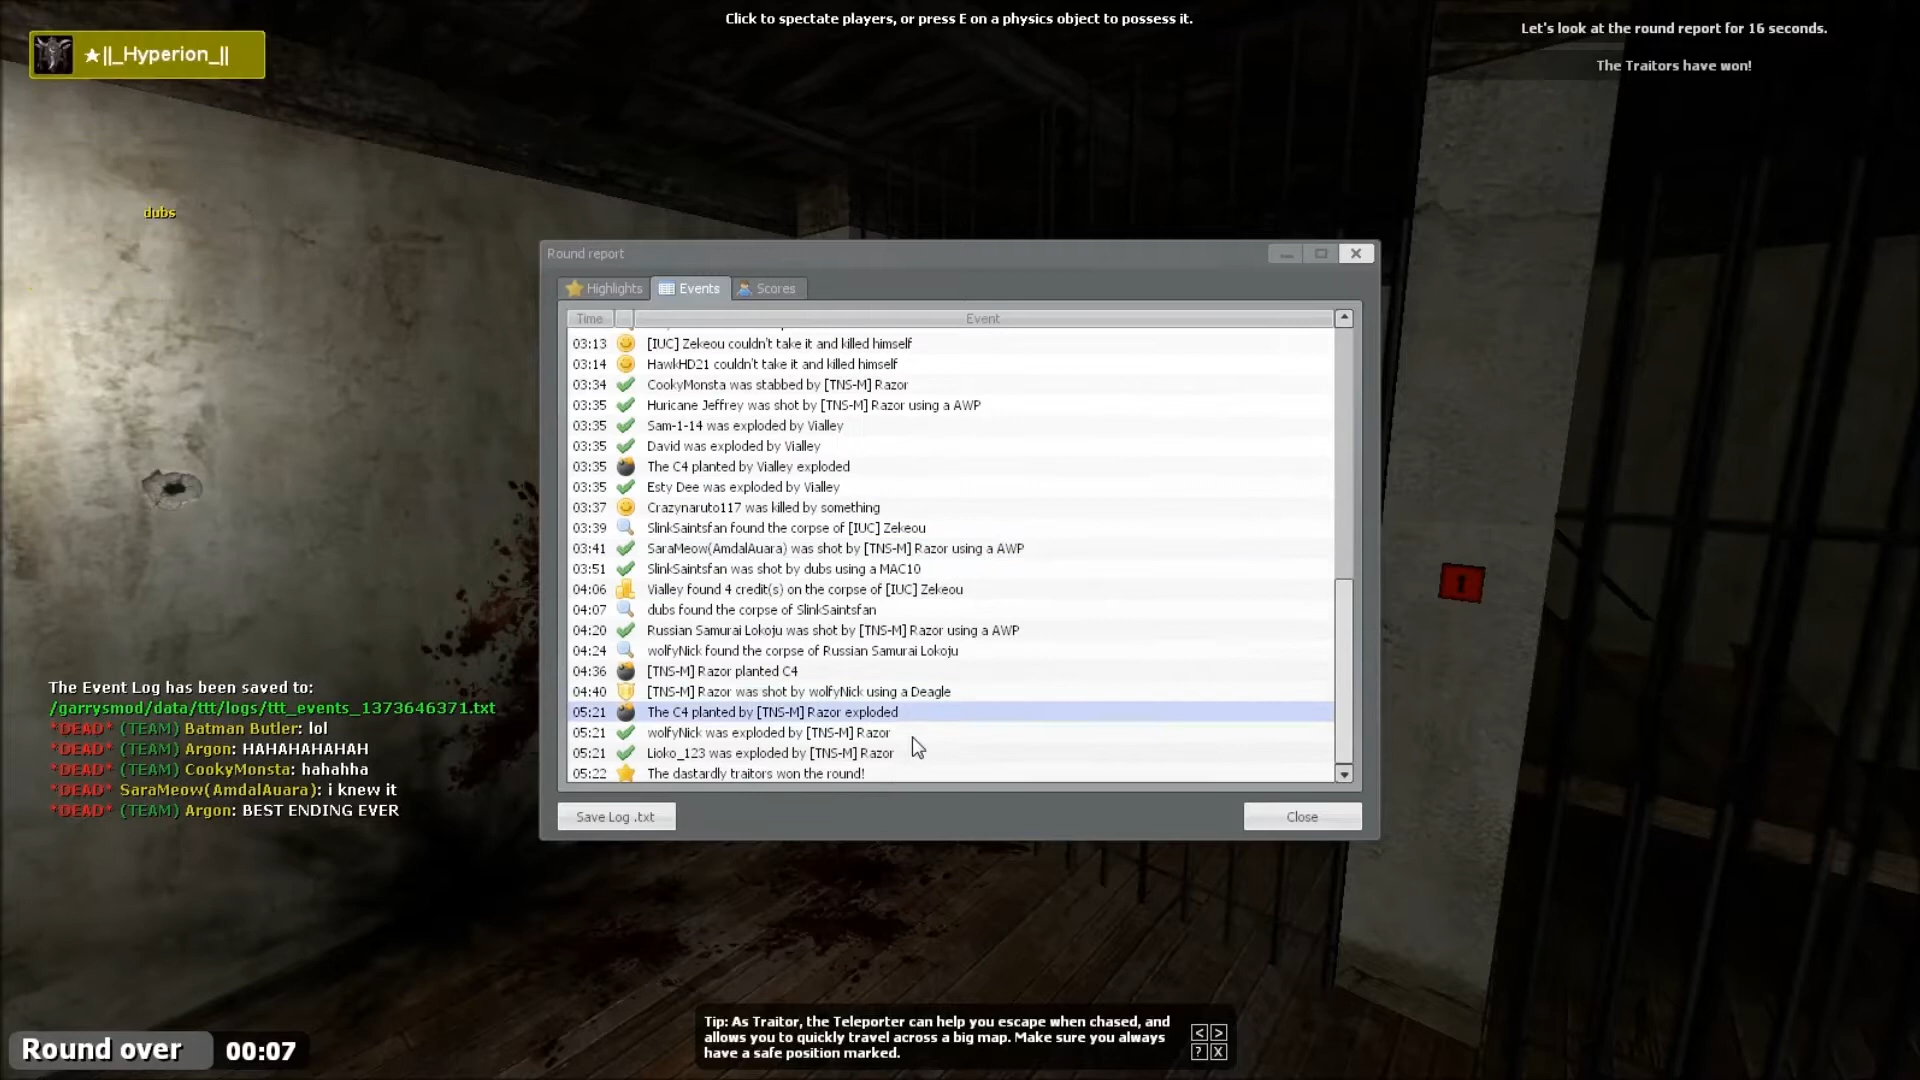 Click to spectate players, or press E on a physics object to possess it.
Let's look at the round report for 16 seconds.
The Traitors have won!
★||_Hyperion_||
dubs
Round report
Highlights
Events
Scores
Time
Event
03:13 [IUC] Zekeou couldn't take it and killed himself
03:14 HawkHD21 couldn't take it and killed himself
03:34 CookyMonsta was stabbed by [TNS-M] Razor
03:35 Huricane Jeffrey was shot by [TNS-M] Razor using a AWP
03:35 Sam-1-14 was exploded by Vialley
03:35 David was exploded by Vialley
03:35 The C4 planted by Vialley exploded
03:35 Esty Dee was exploded by Vialley
03:37 Crazynaruto117 was killed by something
03:39 SlinkSaintsfan found the corpse of [IUC] Zekeou
03:41 SaraMeow(AmdalAuara) was shot by [TNS-M] Razor using a AWP
03:51 SlinkSaintsfan was shot by dubs using a MAC10
04:06 Vialley found 4 credit(s) on the corpse of [IUC] Zekeou
04:07 dubs found the corpse of SlinkSaintsfan
04:20 Russian Samurai Lokoju was shot by [TNS-M] Razor using a AWP
04:24 wolfyNick found the corpse of Russian Samurai Lokoju
04:36 [TNS-M] Razor planted C4
04:40 [TNS-M] Razor was shot by wolfyNick using a Deagle
05:21 The C4 planted by [TNS-M] Razor exploded
05:21 wolfyNick was exploded by [TNS-M] Razor
05:21 Lioko_123 was exploded by [TNS-M] Razor
05:22 The dastardly traitors won the round!
Save Log .txt
Close
The Event Log has been saved to:
/garrysmod/data/ttt/logs/ttt_events_1373646371.txt
*DEAD* (TEAM) Batman Butler: lol
*DEAD* (TEAM) Argon: HAHAHAHAHAH
*DEAD* (TEAM) CookyMonsta: hahahha
*DEAD* SaraMeow(AmdalAuara): i knew it
*DEAD* (TEAM) Argon: BEST ENDING EVER
Tip: As Traitor, the Teleporter can help you escape when chased, and
allows you to quickly travel across a big map. Make sure you always
have a safe position marked.
< >
? X
Round over 00:07